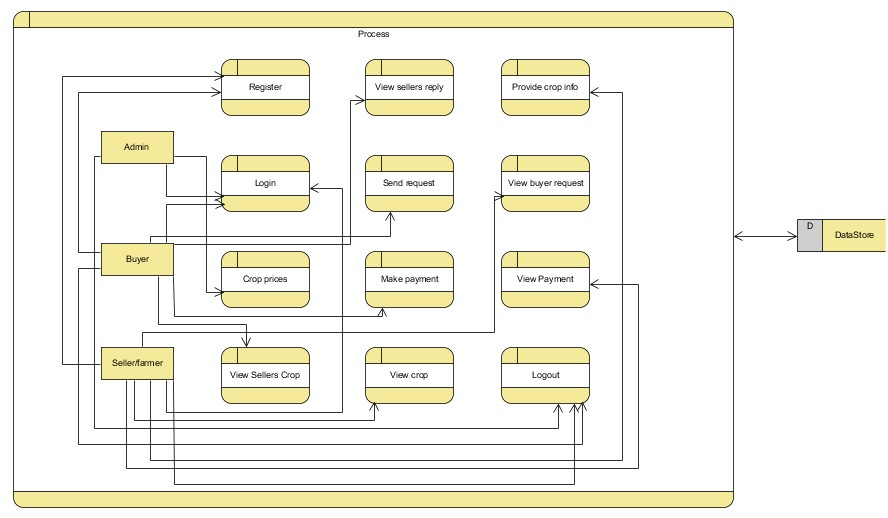 Process
Register
View sellers reply
Provide crop info
Admin
Login
Send request
View buyer request
D
DataStore
Buyer
Crop prices
Make payment
View Payment
Seller/farmer
View Sellers Crop
View crop
Logout